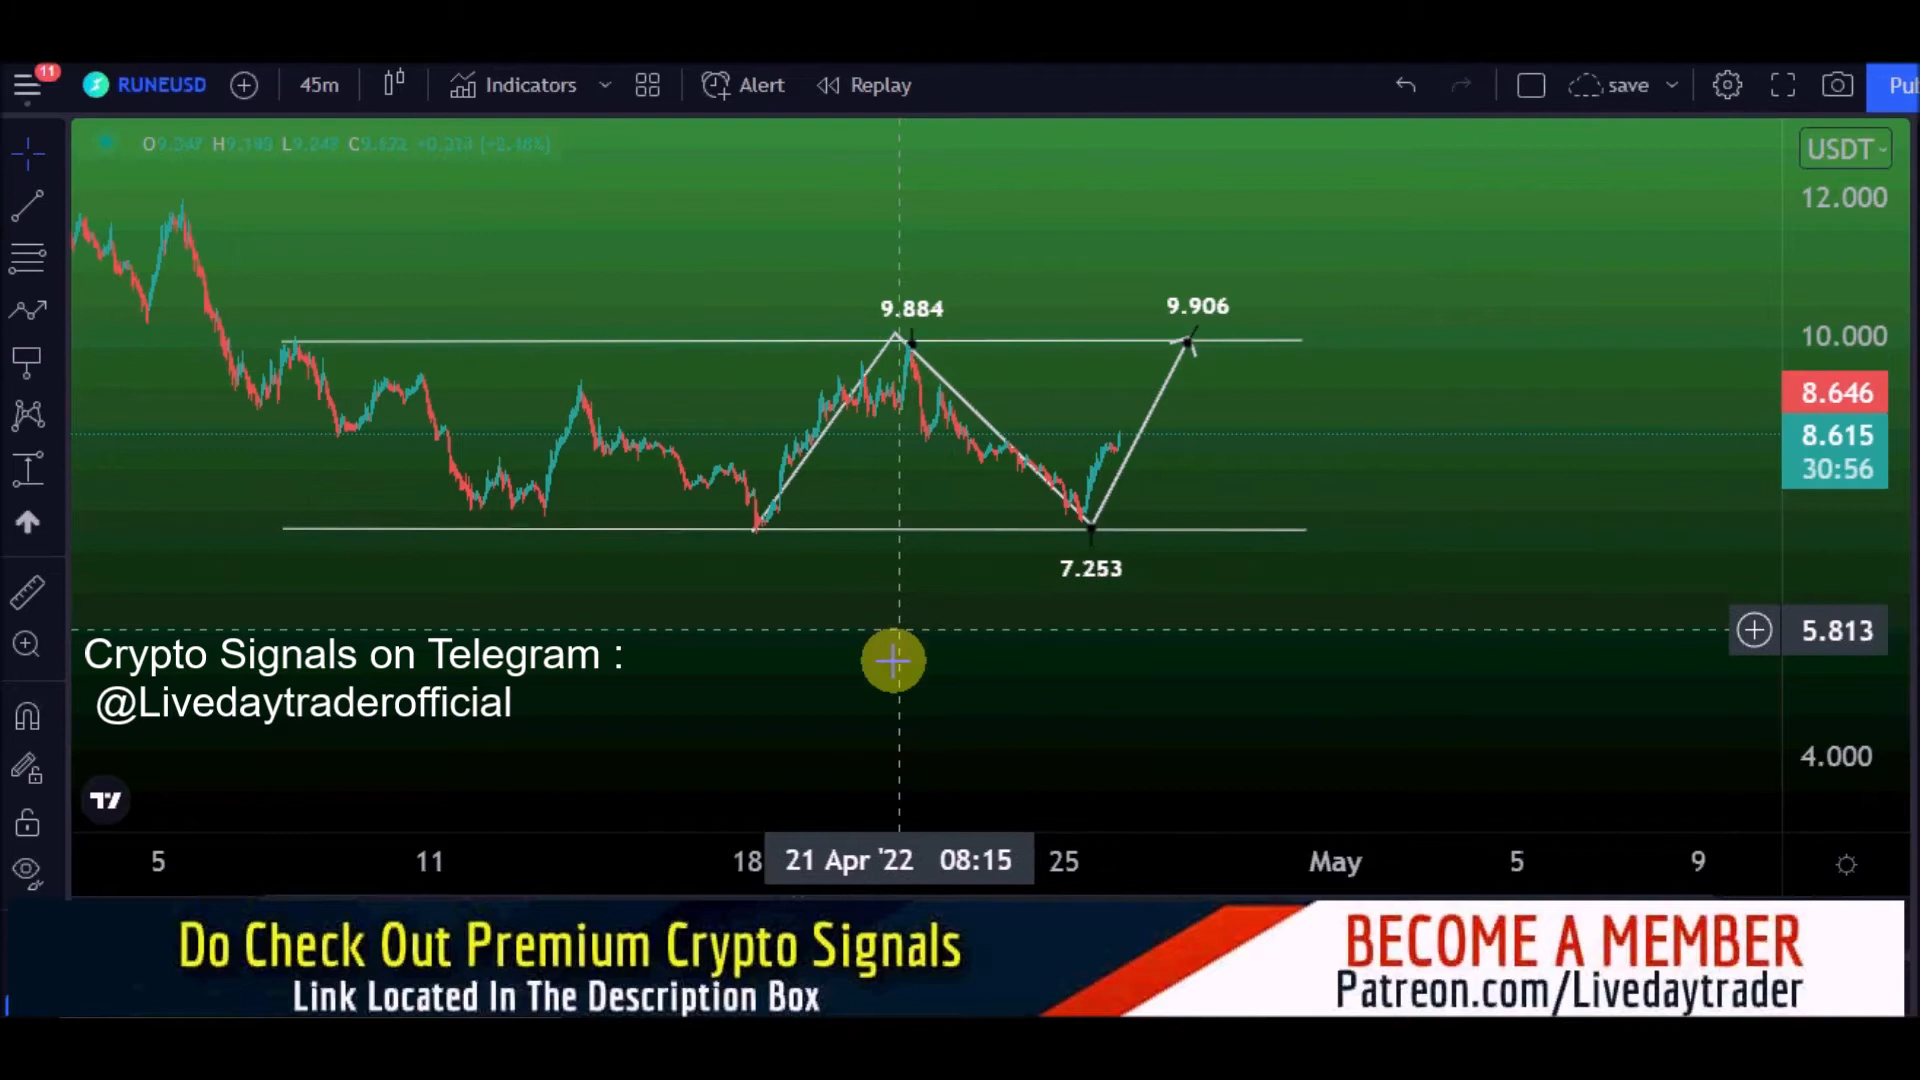 11
RUNEUSD 45m Indicators Alert Replay save Pul
USDT
12.000
9.884 9.906
10.000
8.646
8.615
30:56
7.253
5.813
Crypto Signals on Telegram :
@Livedaytraderofficial
4.000
5 11 18 21 Apr '22 08:15 25 May 5 9
Do Check Out Premium Crypto Signals
Link Located In The Description Box
BECOME A MEMBER
Patreon.com/Livedaytrader